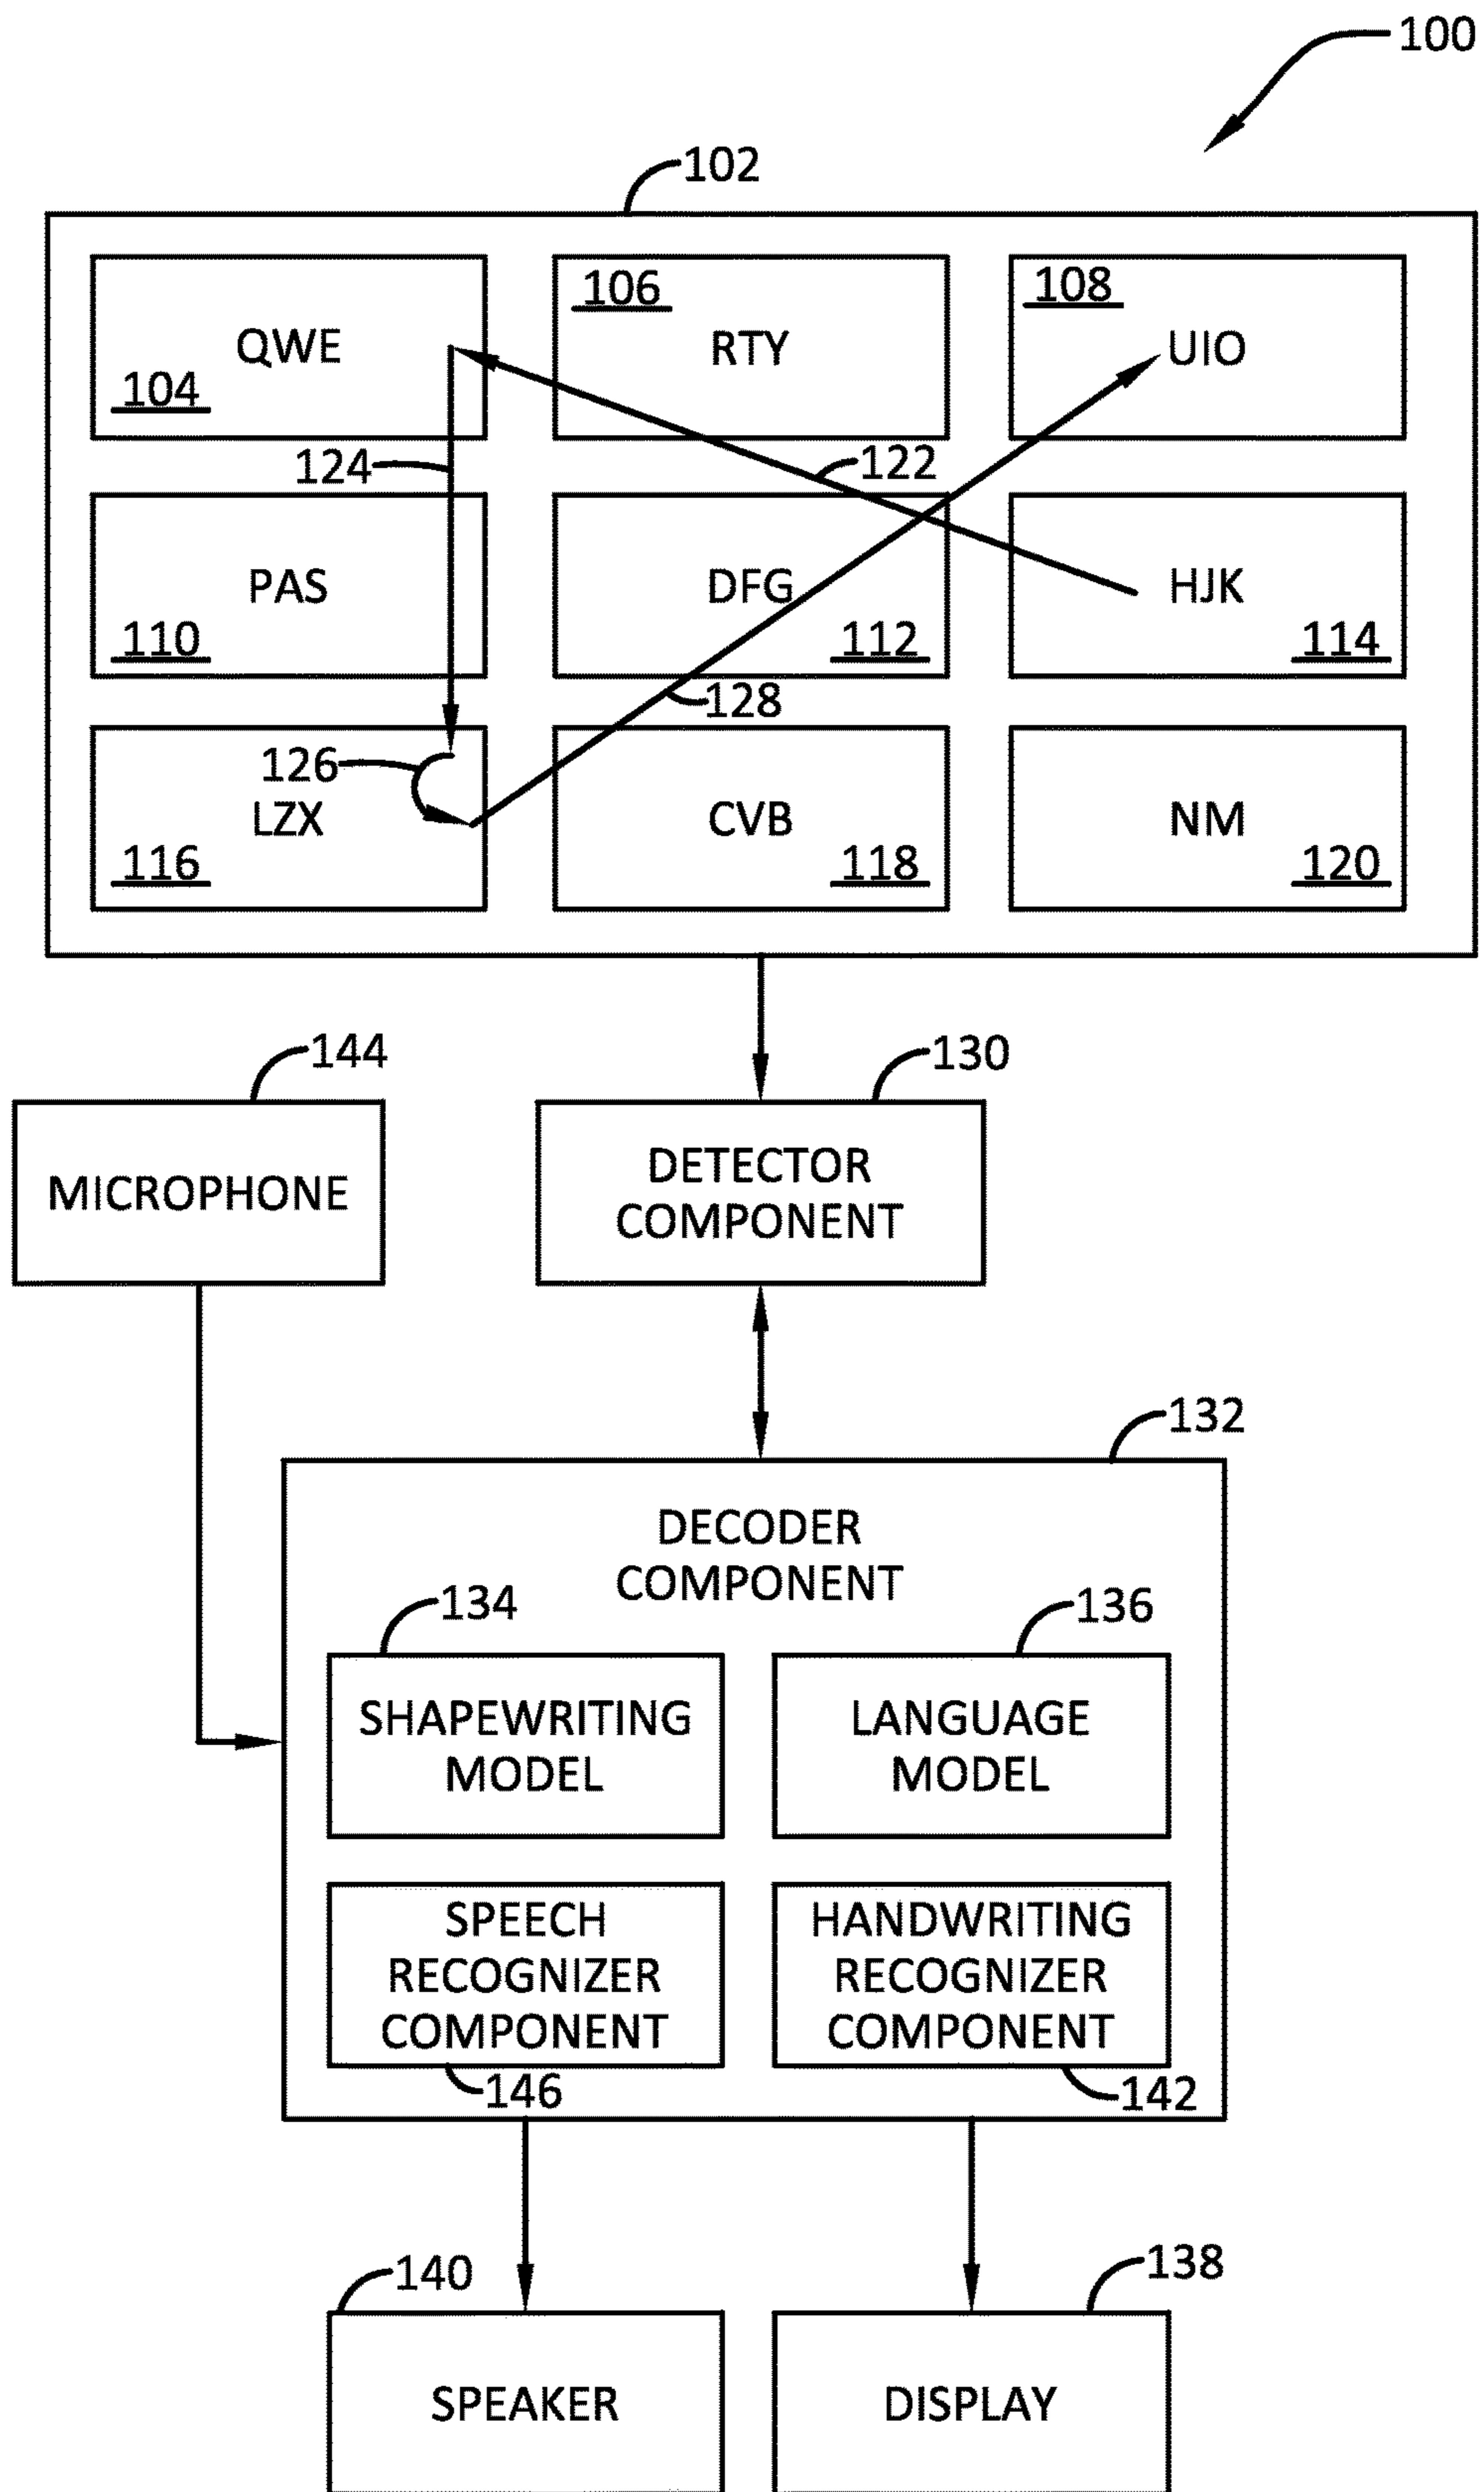 100
102
QWE
104
106
RTY
108
UIO
124
122
PAS
110
DFG
112
HJK
114
128
126
LZX
116
CVB
118
NM
120
144
130
MICROPHONE
DETECTOR
COMPONENT
132
DECODER
COMPONENT
134
136
SHAPEWRITING
MODEL
LANGUAGE
MODEL
SPEECH
RECOGNIZER
COMPONENT
HANDWRITING
RECOGNIZER
COMPONENT
146
142
140
138
SPEAKER
DISPLAY